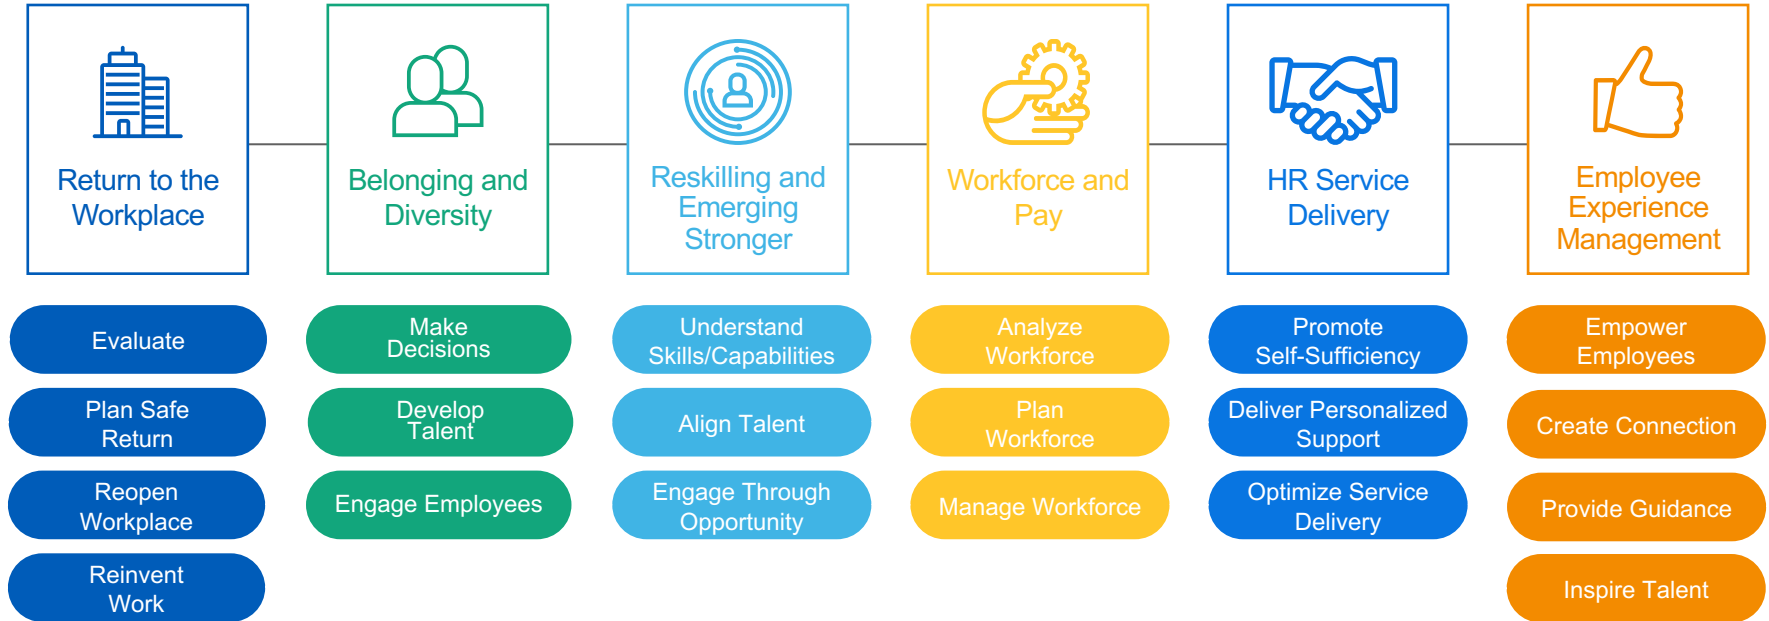 Return to the
Workplace
Belonging and
Diversity
Reskilling and
Emerging
Stronger
Workforce and
Pay
HR Service
Delivery
Employee
Experience
Management
Evaluate
Plan Safe
Return
Reopen
Workplace
Reinvent
Work
Make
Decisions
Develop
Talent
Engage Employees
Understand
Skills/Capabilities
Align Talent
Engage Through
Opportunity
Analyze
Workforce
Plan
Workforce
Manage Workforce
Promote
Self-Sufficiency
Deliver Personalized
Support
Optimize Service
Delivery
Empower
Employees
Create Connection
Provide Guidance
Inspire Talent